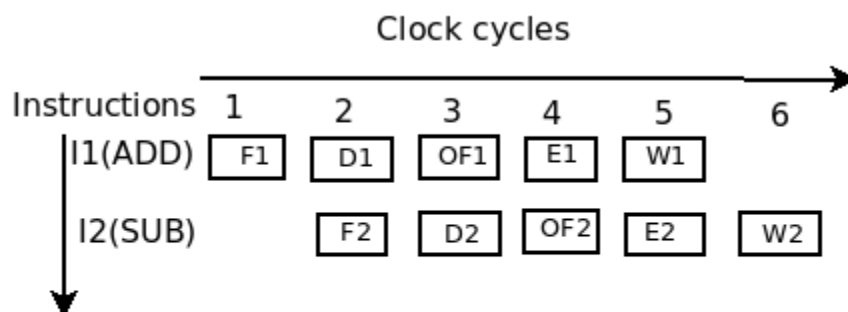 Clock cycles
Instructions 1 2 3 4 5 6
I1(ADD) F1 D1 OF1 E1 W1
I2(SUB) F2 D2 OF2 E2 W2